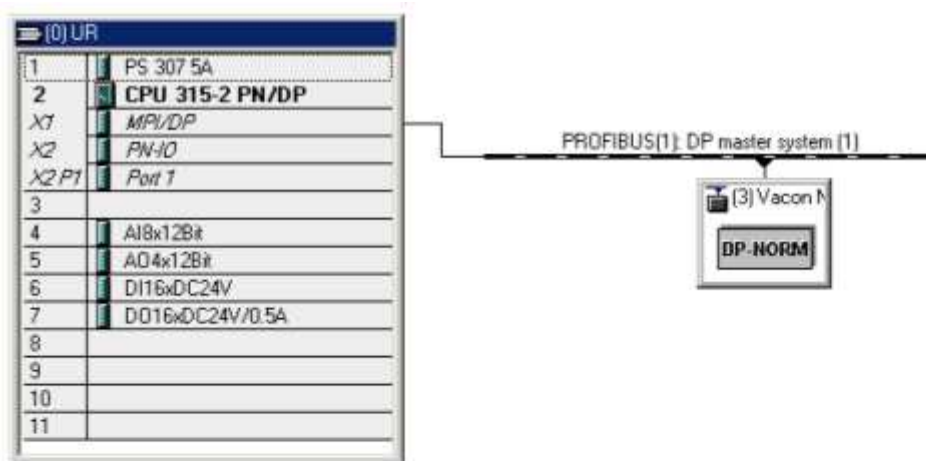 (0) UR
1 PS 307 5A
2 CPU 315-2 PN/DP
X1 MPI/DP
X2 PN-IO
X2 P1 Port 1
3
4 AI8x12Bit
5 AO4x12Bit
6 DI16xDC24V
7 DO16xDC24V/0.5A
8
9
10
11
PROFIBUS(1): DP master system (1)
(3) Vacon N
DP-NORM